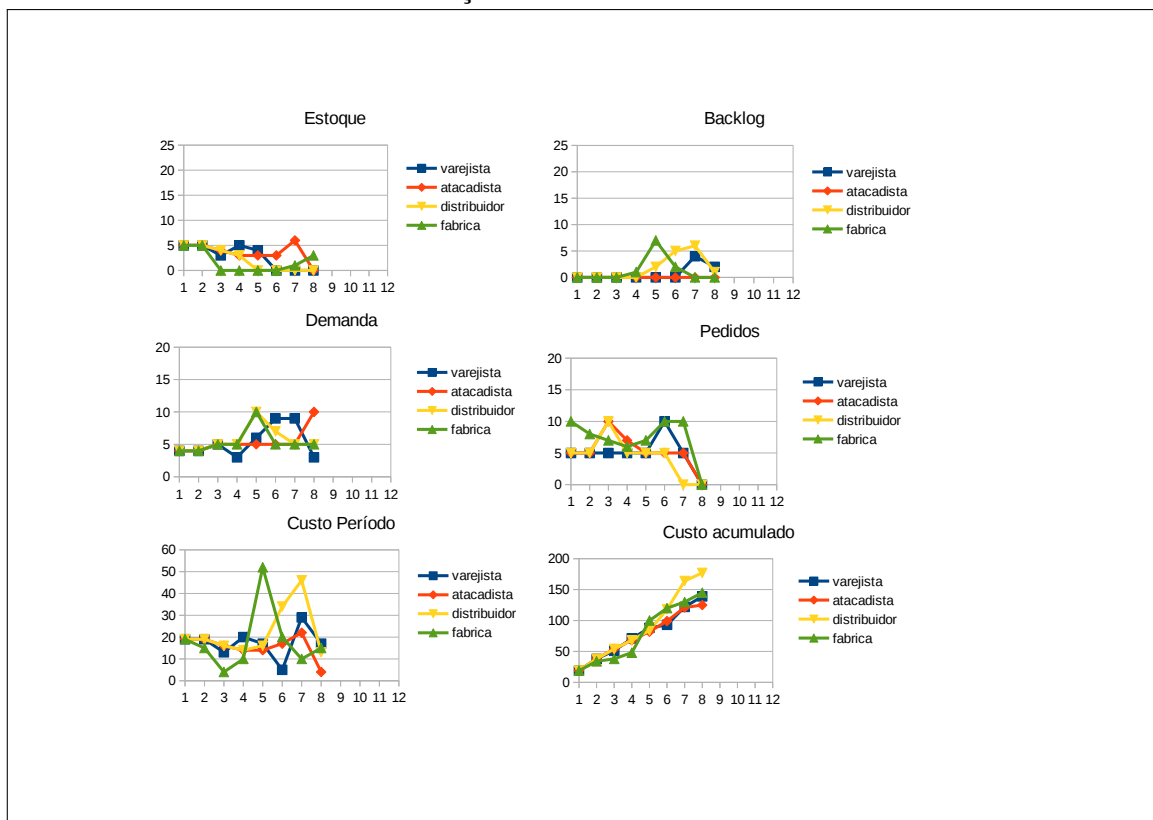 Estoque
25
20
15
10
5
0
1 2 3 4 5 6 7 8 9 10 11 12
varejista
atacadista
distribuidor
fabrica
Backlog
25
20
15
10
5
0
1 2 3 4 5 6 7 8 9 10 11 12
varejista
atacadista
distribuidor
fabrica
Demanda
20
15
10
5
0
1 2 3 4 5 6 7 8 9 10 11 12
varejista
atacadista
distribuidor
fabrica
Pedidos
20
15
10
5
0
1 2 3 4 5 6 7 8 9 10 11 12
varejista
atacadista
distribuidor
fabrica
Custo Período
60
50
40
30
20
10
0
1 2 3 4 5 6 7 8 9 10 11 12
varejista
atacadista
distribuidor
fabrica
Custo acumulado
200
150
100
50
0
1 2 3 4 5 6 7 8 9 10 11 12
varejista
atacadista
distribuidor
fabrica